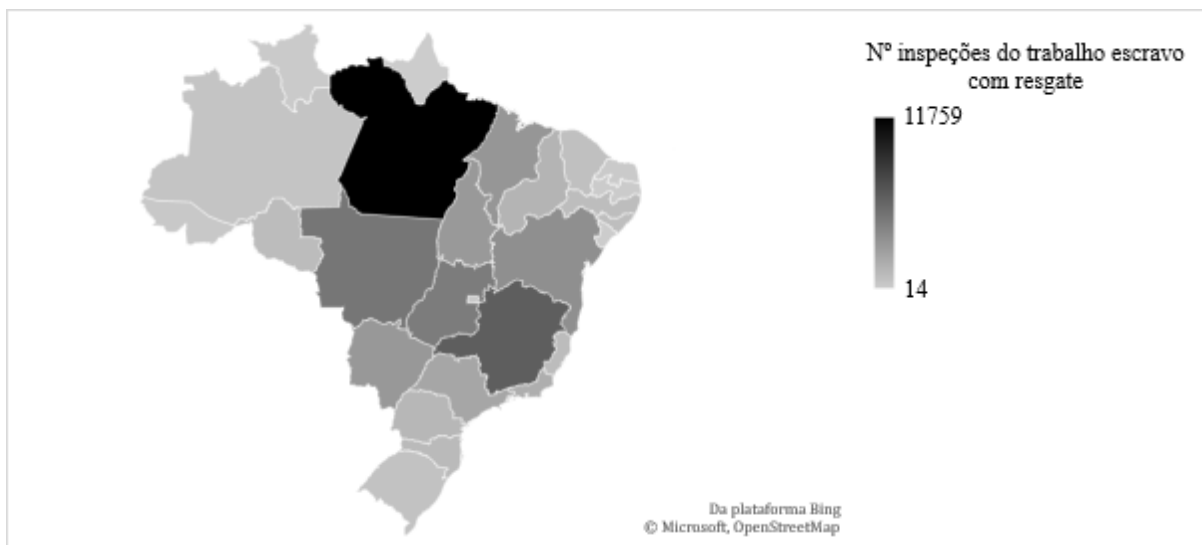 Nº inspeções do trabalho escravo
com resgate
11759
14
Da plataforma Bing
© Microsoft, OpenStreetMap